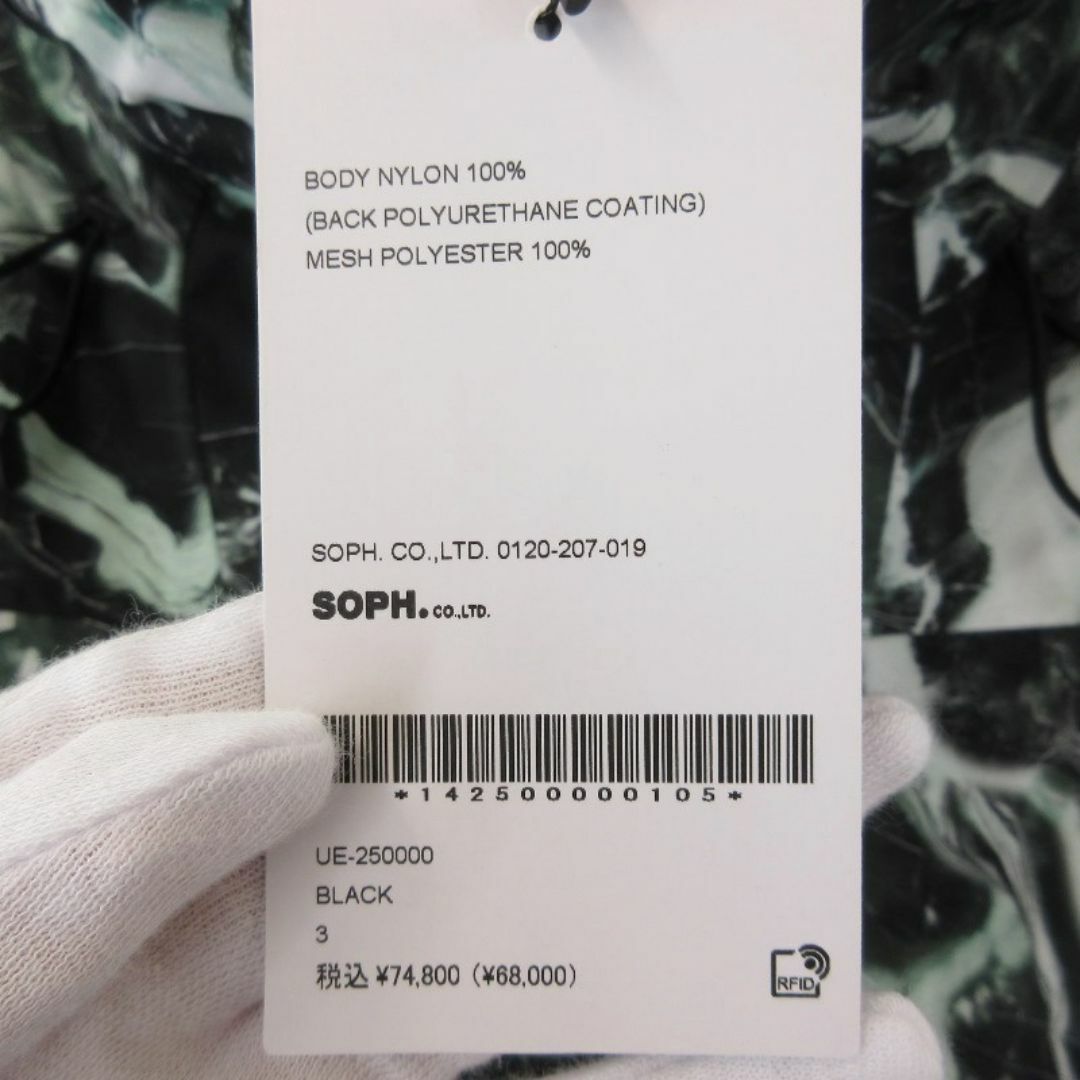 BODY NYLON 100%
(BACK POLYURETHANE COATING)
MESH POLYESTER 100%
SOPH. CO.,LTD. 0120-207-019
SOPH. CO.,LTD.
*142500000105*
UE-250000
BLACK
3
税込 ¥74,800 (¥68,000)
RFID